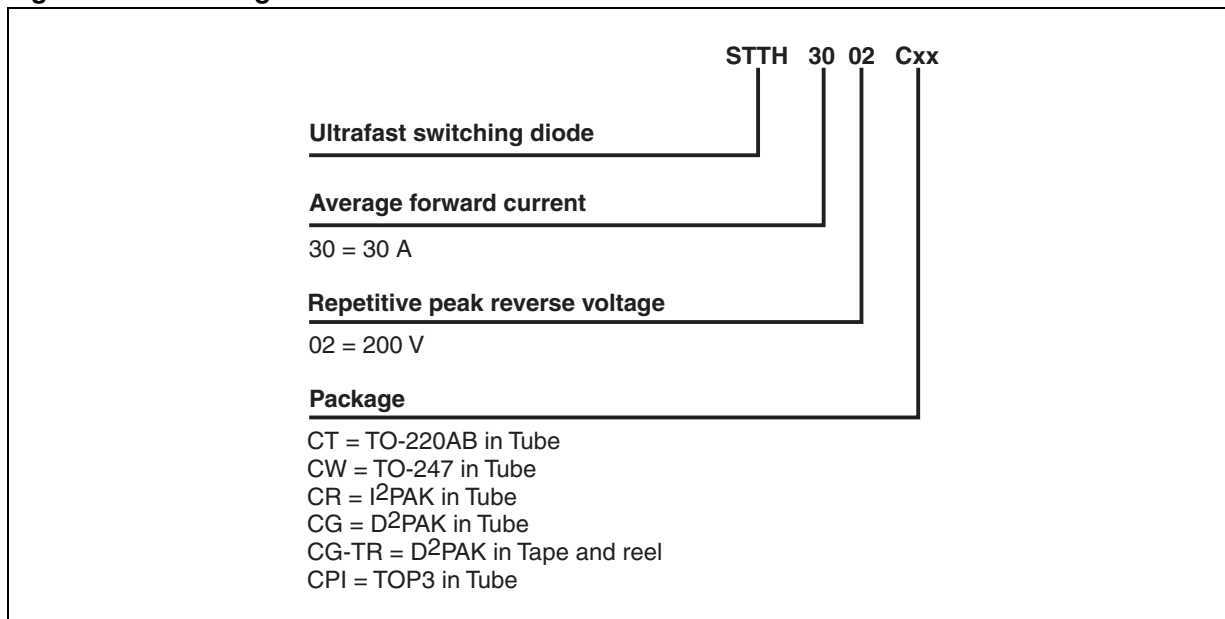 STTH 30 02 Cxx
Ultrafast switching diode
Average forward current
30 = 30 A
Repetitive peak reverse voltage
02 = 200 V
Package
CT = TO-220AB in Tube
CW = TO-247 in Tube
CR = I2PAK in Tube
CG = D2PAK in Tube
CG-TR = D2PAK in Tape and reel
CPI = TOP3 in Tube